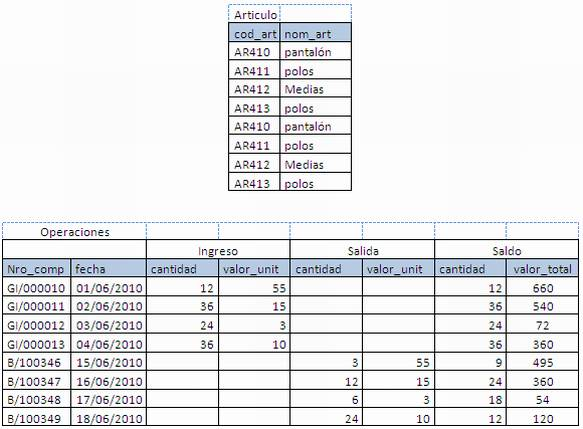 Articulo
cod_art nom_art
AR410 pantalón
AR411 polos
AR412 Medias
AR413 polos
AR410 pantalón
AR411 polos
AR412 Medias
AR413 polos
Operaciones
Ingreso Salida Saldo
Nro_comp fecha cantidad valor_unit cantidad valor_unit cantidad valor_total
GI/000010 01/06/2010 12 55 12 660
GI/000011 02/06/2010 36 15 36 540
GI/000012 03/06/2010 24 3 24 72
GI/000013 04/06/2010 36 10 36 360
B/100346 15/06/2010 3 55 9 495
B/100347 16/06/2010 12 15 24 360
B/100348 17/06/2010 6 3 18 54
B/100349 18/06/2010 24 10 12 120